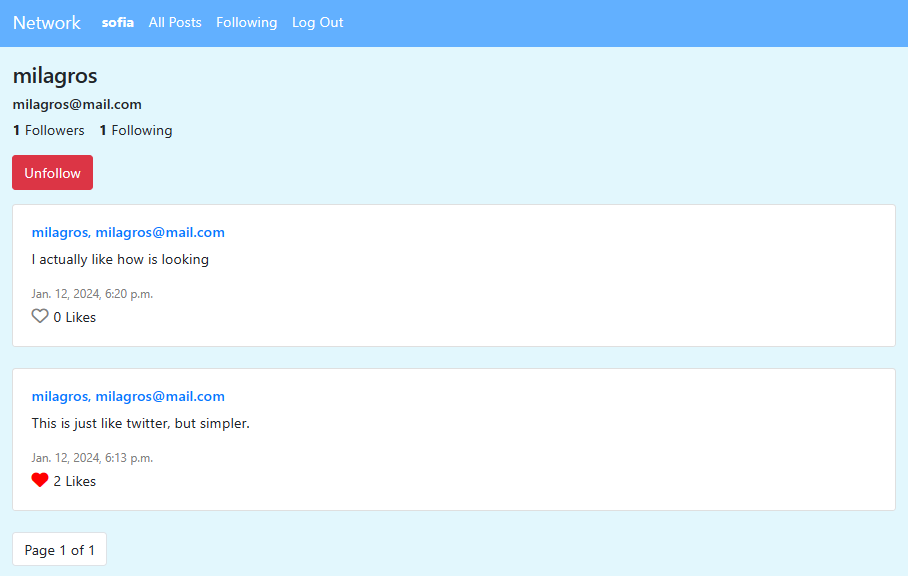 Network sofia All Posts Following Log Out
milagros
milagros@mail.com
1 Followers 1 Following
Unfollow
milagros, milagros@mail.com
I actually like how is looking
Jan. 12, 2024, 6:20 p.m.
0 Likes
milagros, milagros@mail.com
This is just like twitter, but simpler.
Jan. 12, 2024, 6:13 p.m.
2 Likes
Page 1 of 1